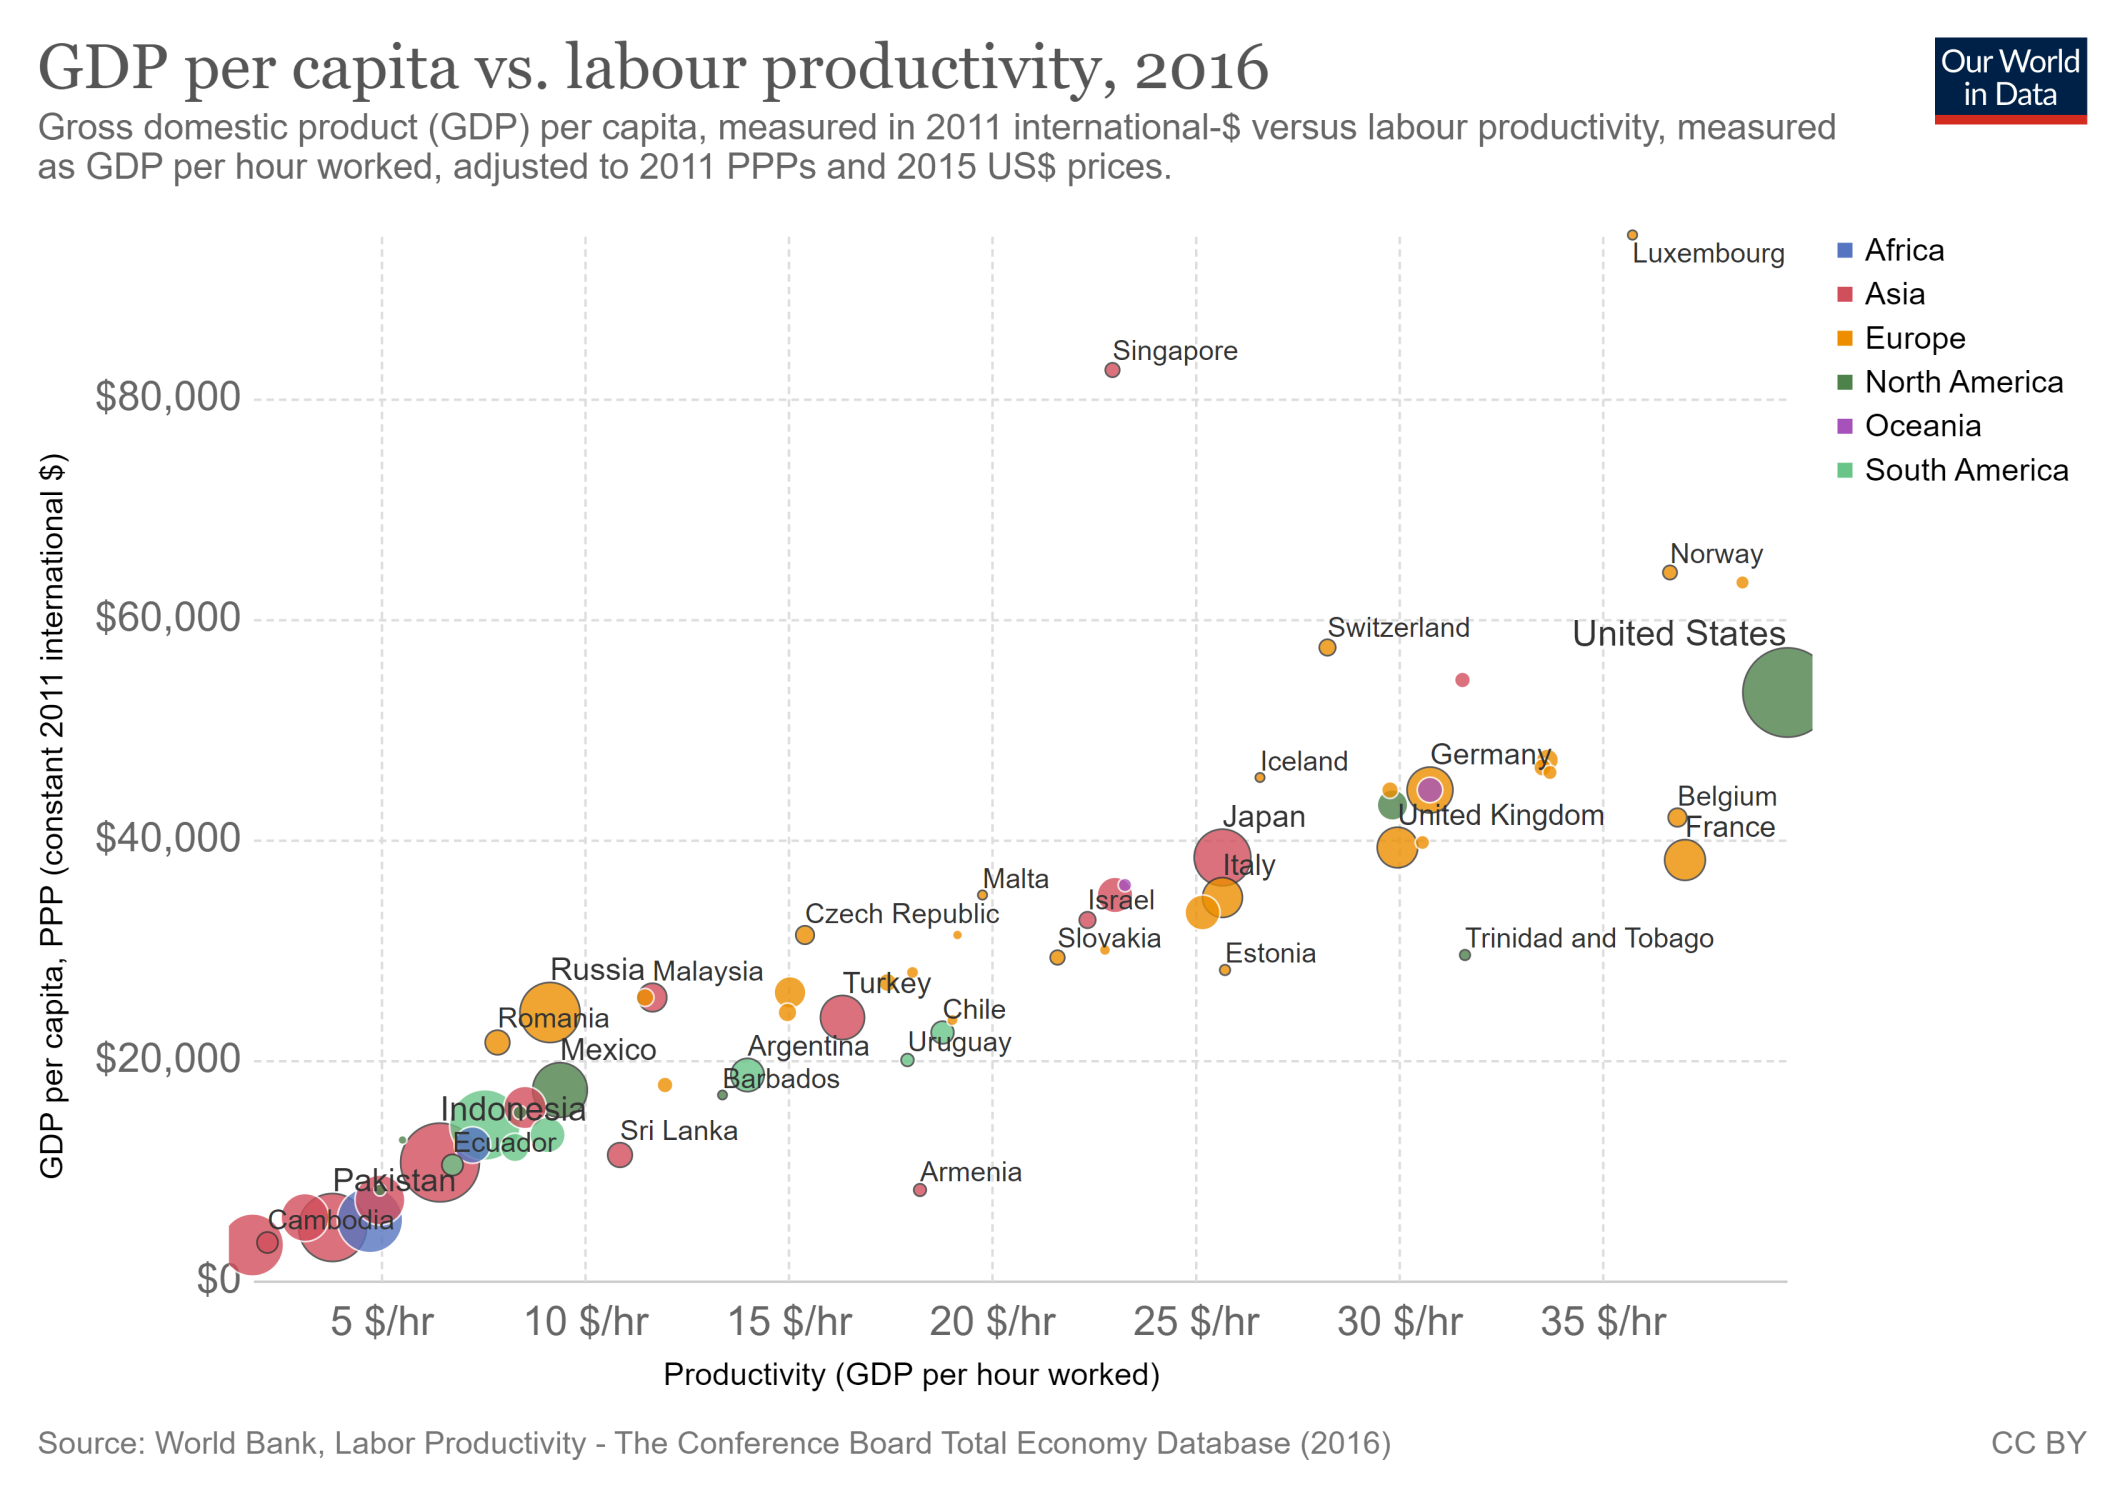 GDP per capita vs. labour productivity, 2016
Gross domestic product (GDP) per capita, measured in 2011 international-$ versus labour productivity, measured
as GDP per hour worked, adjusted to 2011 PPPs and 2015 US$ prices.
Our World
in Data
Luxembourg
Africa
Asia
Europe
North America
Oceania
South America
Singapore
$80,000
Norway
Switzerland
United States
$60,000
Iceland
Germany
Belgium
Japan
United Kingdom
France
$40,000
Italy
Malta
Israel
Czech Republic
Slovakia
Trinidad and Tobago
Estonia
Russia
Malaysia
Turkey
Chile
Romania
Uruguay
Argentina
Mexico
$20,000
Barbados
Indonesia
Sri Lanka
Ecuador
Armenia
Pakistan
Cambodia
$0
GDP per capita, PPP (constant 2011 international $)
5 $/hr
10 $/hr
15 $/hr
20 $/hr
25 $/hr
30 $/hr
35 $/hr
Productivity (GDP per hour worked)
Source: World Bank, Labor Productivity - The Conference Board Total Economy Database (2016)
CC BY